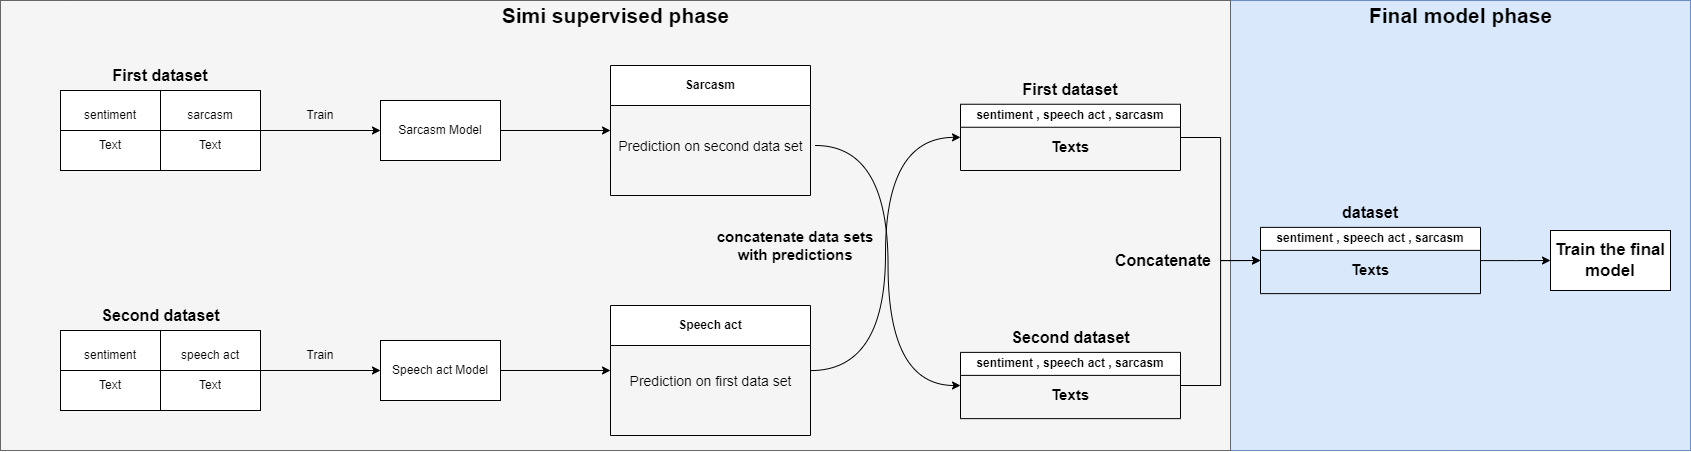 Simi supervised phase
Final model phase
First dataset
sentiment
sarcasm
Text
Text
Train
Sarcasm Model
Sarcasm
Prediction on second data set
First dataset
sentiment , speech act , sarcasm
Texts
concatenate data sets
with predictions
Second dataset
sentiment
speech act
Text
Text
Train
Speech act Model
Speech act
Prediction on first data set
Second dataset
sentiment , speech act , sarcasm
Texts
Concatenate
dataset
sentiment , speech act , sarcasm
Texts
Train the final
model